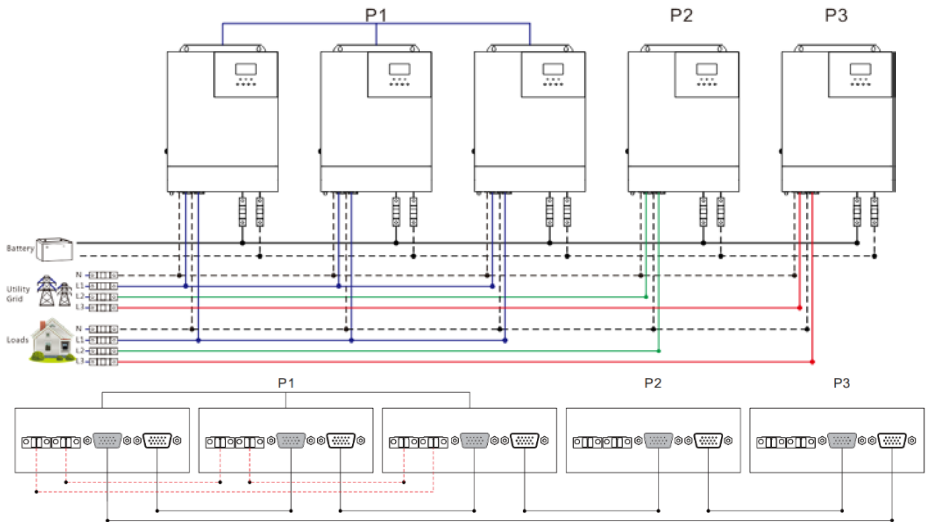 P1 P2 P3
Battery
N
Utility Grid
L1
L2
L3
N
Loads
L1
L2
L3
P1 P2 P3